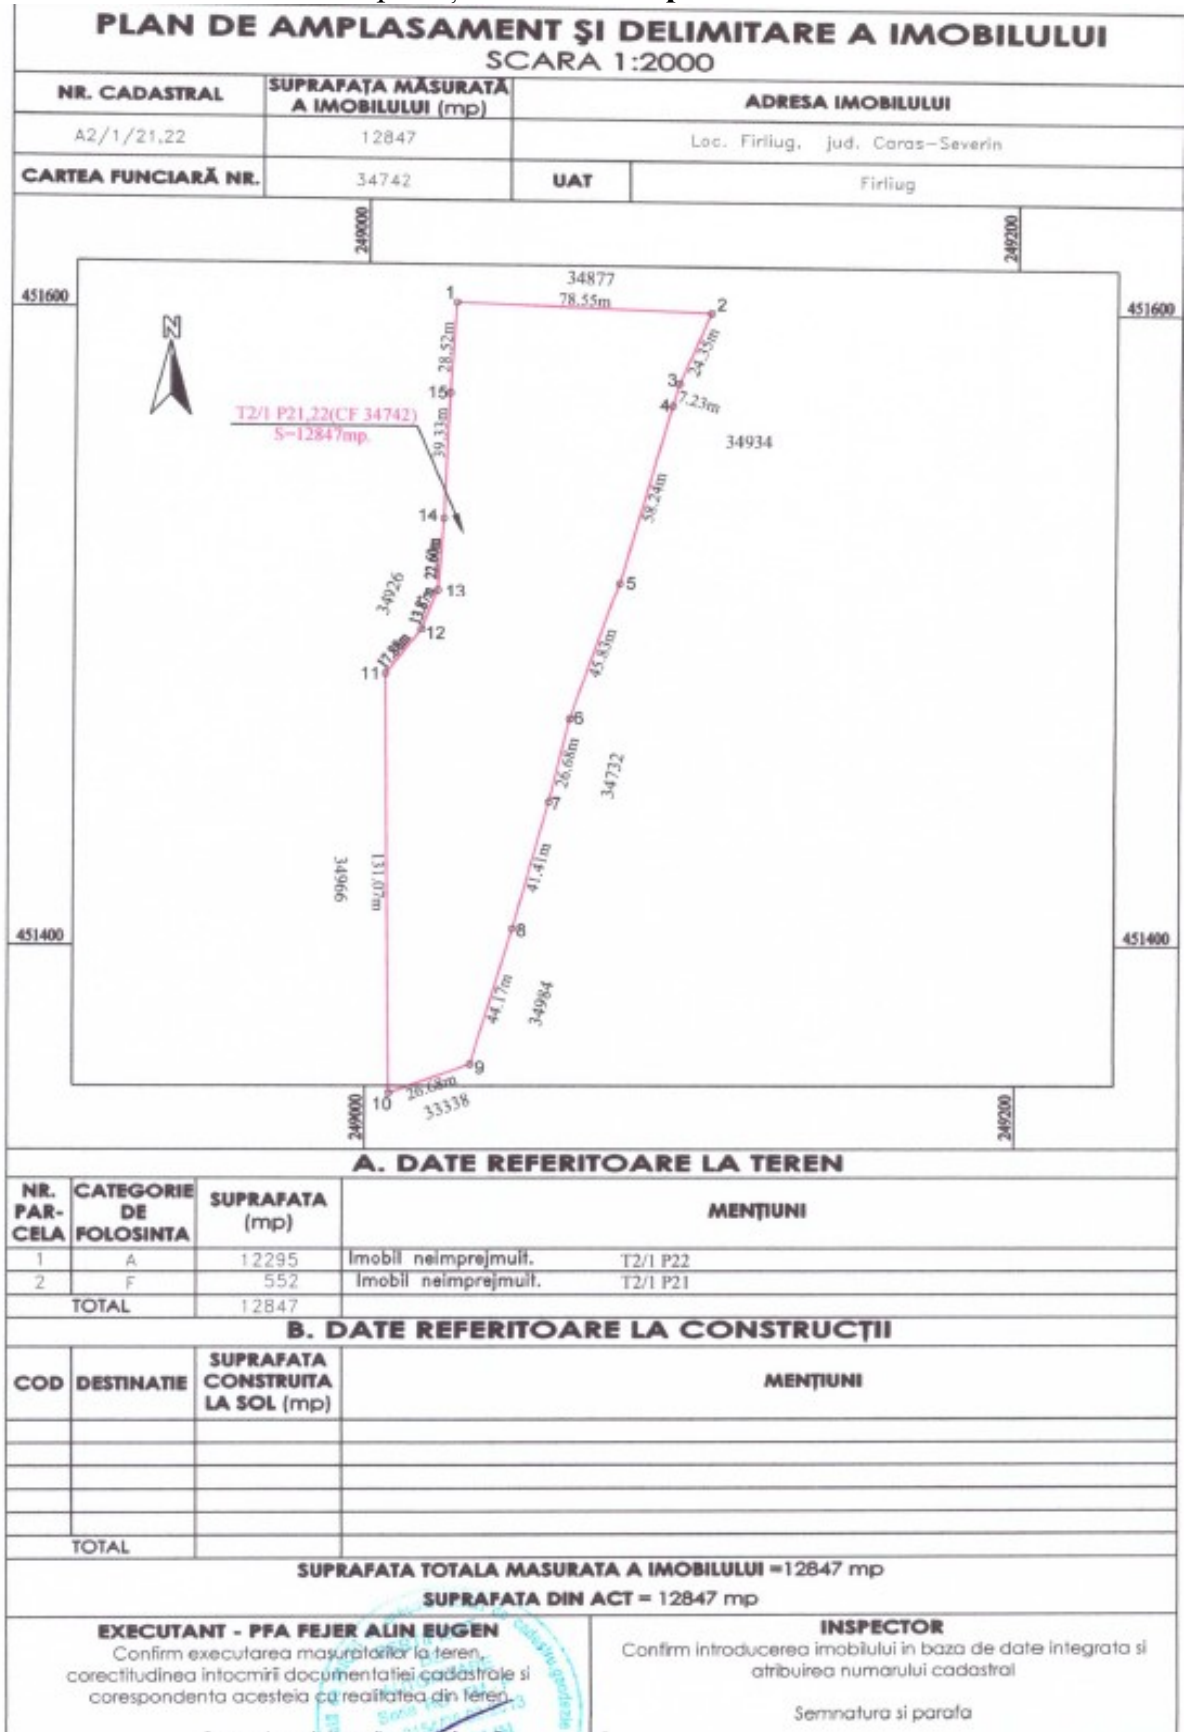 PLAN DE AMPLASAMENT ŞI DELIMITARE A IMOBILULUI
SCARA 1:2000
NR. CADASTRAL
SUPRAFAŢA MĂSURATĂ
A IMOBILULUI (mp)
ADRESA IMOBILULUI
A2/1/21,22
12847
Loc. Firliug, jud. Caras-Severin
CARTEA FUNCIARĂ NR.
34742
UAT
Firliug
249000
249200
451600
451600
34877
1
78.55m
2
N
28.52m
24.35m
3
15
4
7.23m
T2/1 P21,22(CF 34742)
S=12847mp.
39.33m
34934
58.24m
14
22.60m
5
13
34926
13.87m
12
17.88m
11
45.83m
6
26.68m
34732
7
34966
131.07m
41.41m
8
451400
451400
44.17m
34984
9
26.68m
10
33338
249000
249200
A. DATE REFERITOARE LA TEREN
NR.
PAR-
CELA
CATEGORIE
DE
FOLOSINTA
SUPRAFATA
(mp)
MENŢIUNI
1 A 12295 Imobil neimprejmuit. T2/1 P22
2 F 552 Imobil neimprejmuit. T2/1 P21
TOTAL 12847
B. DATE REFERITOARE LA CONSTRUCŢII
COD
DESTINATIE
SUPRAFATA
CONSTRUITA
LA SOL (mp)
MENŢIUNI
TOTAL
SUPRAFATA TOTALA MASURATA A IMOBILULUI =12847 mp
SUPRAFATA DIN ACT = 12847 mp
EXECUTANT - PFA FEJER ALIN EUGEN
Confirm executarea masuratorilor la teren,
corectitudinea intocmirii documentatiei cadastrale si
corespondenta acesteia cu realitatea din teren.
INSPECTOR
Confirm introducerea imobilului in baza de date integrata si
atribuirea numarului cadastral
Semnatura si parafa